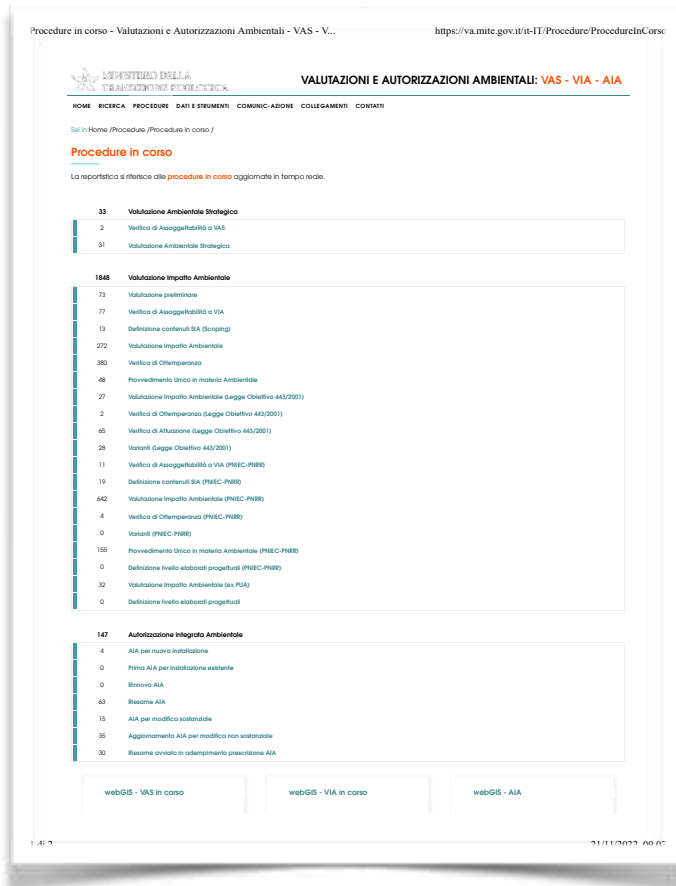 Procedure in corso - Valutazioni e Autorizzazioni Ambientali - VAS - V... https://va.mite.gov.it/it-IT/Procedure/ProcedureInCorso
MINISTERO DELLA
TRANSIZIONE ECOLOGICA
VALUTAZIONI E AUTORIZZAZIONI AMBIENTALI: VAS - VIA - AIA
HOME RICERCA PROCEDURE DATI E STRUMENTI COMUNIC-AZIONE COLLEGAMENTI CONTATTI
Sei in:Home /Procedure /Procedure in corso /
Procedure in corso
La reportistica si riferisce alle procedure in corso aggiornate in tempo reale.
33 Valutazione Ambientale Strategica
2 Verifica di Assoggettabilità a VAS
31 Valutazione Ambientale Strategica
1848 Valutazione Impatto Ambientale
73 Valutazione preliminare
77 Verifica di Assoggettabilità a VIA
13 Definizione contenuti SIA (Scoping)
272 Valutazione Impatto Ambientale
380 Verifica di Ottemperanza
48 Provvedimento Unico in materia Ambientale
27 Valutazione Impatto Ambientale (Legge Obiettivo 443/2001)
2 Verifica di Ottemperanza (Legge Obiettivo 443/2001)
65 Verifica di Attuazione (Legge Obiettivo 443/2001)
28 Varianti (Legge Obiettivo 443/2001)
11 Verifica di Assoggettabilità a VIA (PNIEC-PNRR)
19 Definizione contenuti SIA (PNIEC-PNRR)
642 Valutazione Impatto Ambientale (PNIEC-PNRR)
4 Verifica di Ottemperanza (PNIEC-PNRR)
0 Varianti (PNIEC-PNRR)
155 Provvedimento Unico in materia Ambientale (PNIEC-PNRR)
0 Definizione livello elaborati progettuali (PNIEC-PNRR)
32 Valutazione Impatto Ambientale (ex PUA)
0 Definizione livello elaborati progettuali
147 Autorizzazione integrata Ambientale
4 AIA per nuova installazione
0 Prima AIA per installazione esistente
0 Rinnovo AIA
63 Riesame AIA
15 AIA per modifica sostanziale
35 Aggiornamento AIA per modifica non sostanziale
30 Riesame avviato in adempimento prescrizione AIA
webGIS - VAS in corso webGIS - VIA in corso webGIS - AIA
1 di 2 21/11/2022, 09:07